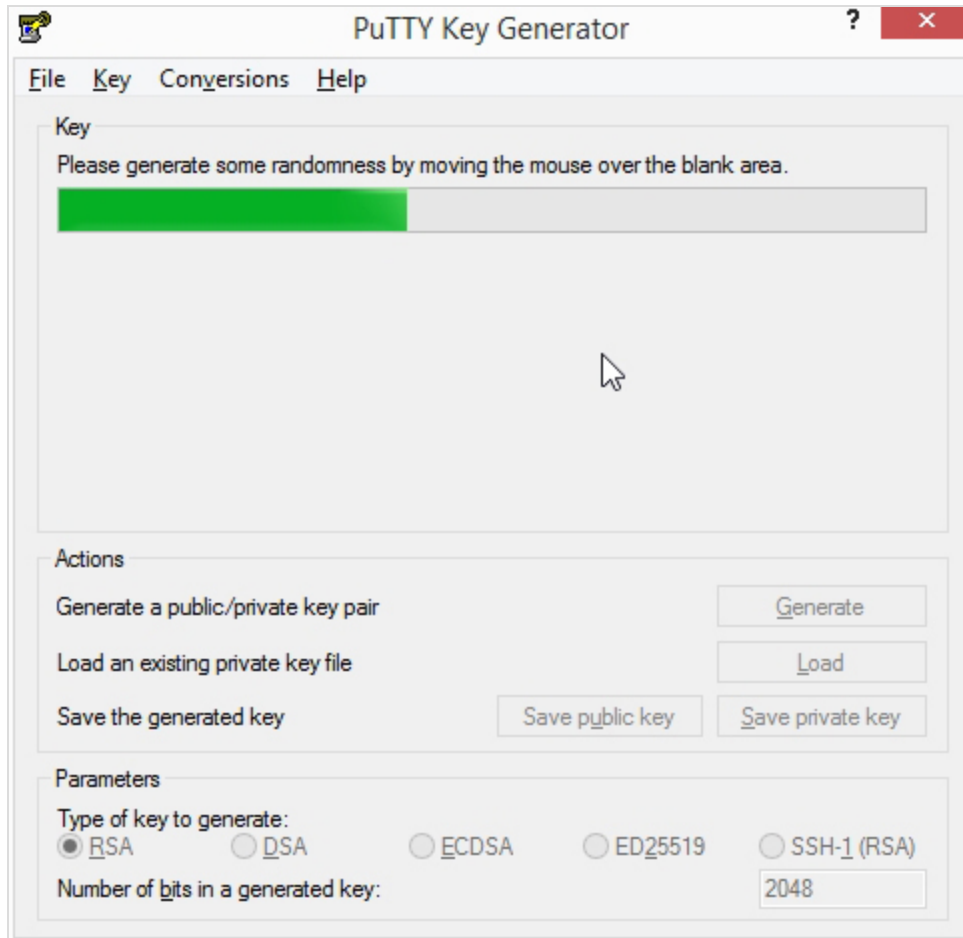 PuTTY Key Generator ?
File Key Conversions Help
Key
Please generate some randomness by moving the mouse over the blank area.
Actions
Generate a public/private key pair Generate
Load an existing private key file Load
Save the generated key Save public key Save private key
Parameters
Type of key to generate:
RSA DSA ECDSA ED25519 SSH-1 (RSA)
Number of bits in a generated key: 2048